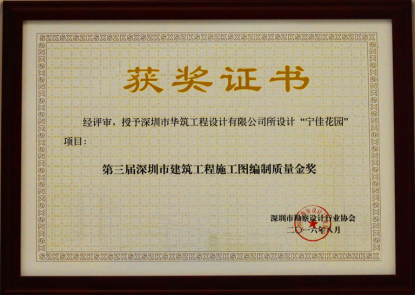 获奖证书
经评审，授予深圳市华筑工程设计有限公司所设计“宁佳花园”
项目：
第三届深圳市建筑工程施工图编制质量金奖
深圳市勘察设计行业协会
二〇一六年八月